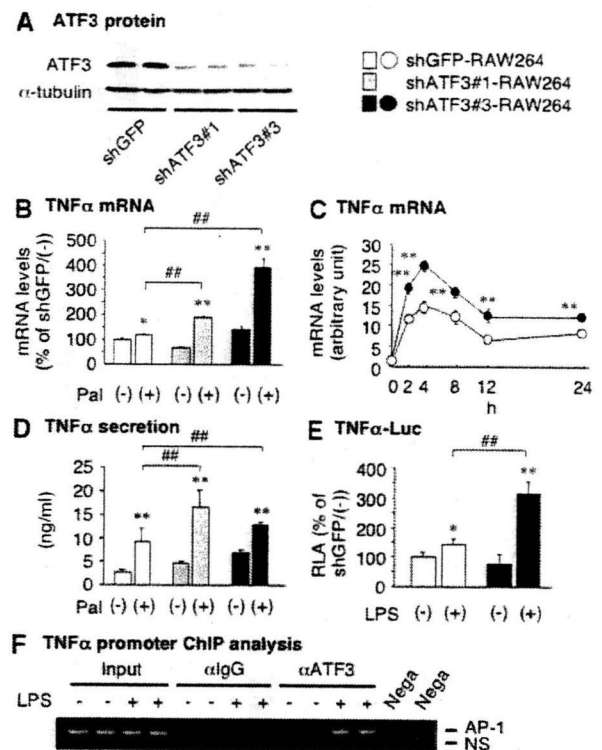 A ATF3 protein
ATF3
α-tubulin
shGFP
shATF3#1
shATF3#3
shGFP-RAW264
shATF3#1-RAW264
shATF3#3-RAW264
B TNFα mRNA
mRNA levels
(% of shGFP/(-))
500
400
300
200
100
0
*
##
**
##
**
Pal (-) (+) (-) (+) (-) (+)
C TNFα mRNA
mRNA levels
(arbitrary unit)
30
25
20
15
10
5
0
** ** ** ** **
0 2 4 8 12 24
h
D TNFα secretion
(ng/ml)
25
20
15
10
5
0
**
##
**
##
**
Pal (-) (+) (-) (+) (-) (+)
E TNFα-Luc
RLA (% of
shGFP/(-))
400
300
200
100
0
*
##
**
LPS (-) (+) (-) (+)
F TNFα promoter ChIP analysis
Input αIgG αATF3 Nega Nega
LPS - - + + - - + + - - + +
AP-1
NS